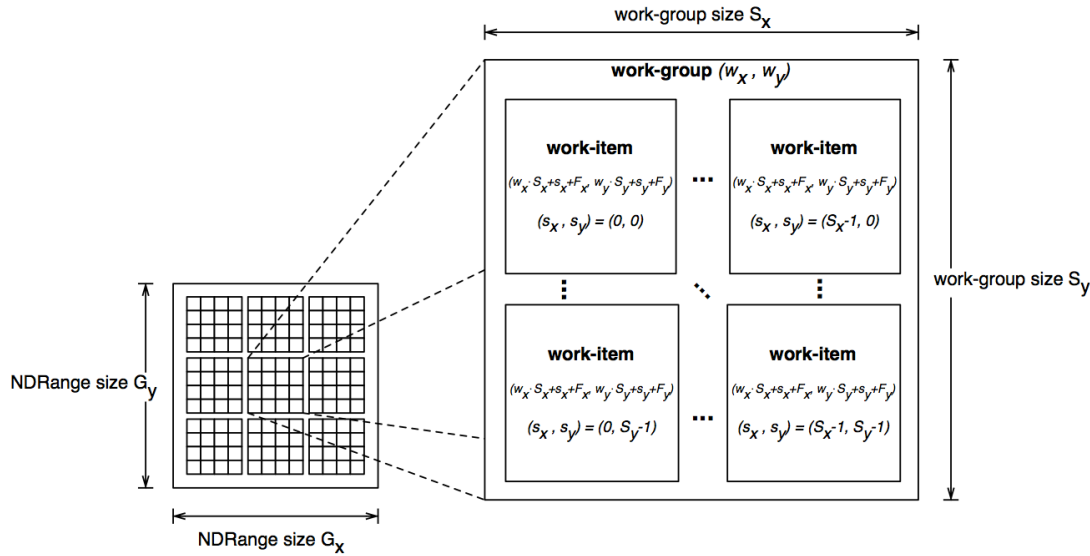 work-group size Sx
work-group (wx , wy)
work-item
(wx· Sx+sx+Fx, wy· Sy+sy+Fy)
(sx , sy) = (0, 0)
...
work-item
(wx· Sx+sx+Fx, wy· Sy+sy+Fy)
(sx , sy) = (Sx-1, 0)
work-group size Sy
work-item
(wx· Sx+sx+Fx, wy· Sy+sy+Fy)
(sx , sy) = (0, Sy-1)
...
work-item
(wx· Sx+sx+Fx, wy· Sy+sy+Fy)
(sx , sy) = (Sx-1, Sy-1)
NDRange size Gy
NDRange size Gx